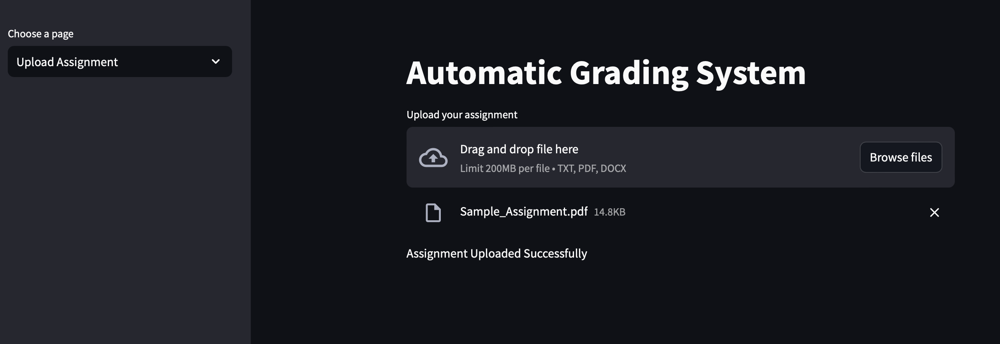 Choose a page
Upload Assignment
Automatic Grading System
Upload your assignment
Drag and drop file here
Limit 200MB per file • TXT, PDF, DOCX
Browse files
Sample_Assignment.pdf 14.8KB
Assignment Uploaded Successfully